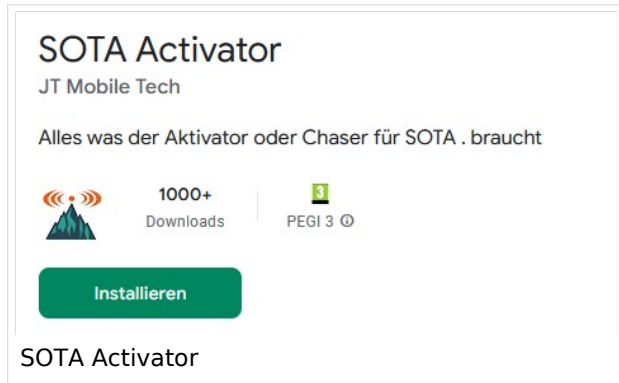 SOTA Activator
JT Mobile Tech
Alles was der Aktivator oder Chaser für SOTA . braucht
1000+
Downloads
3
PEGI 3 ⓘ
Installieren
SOTA Activator